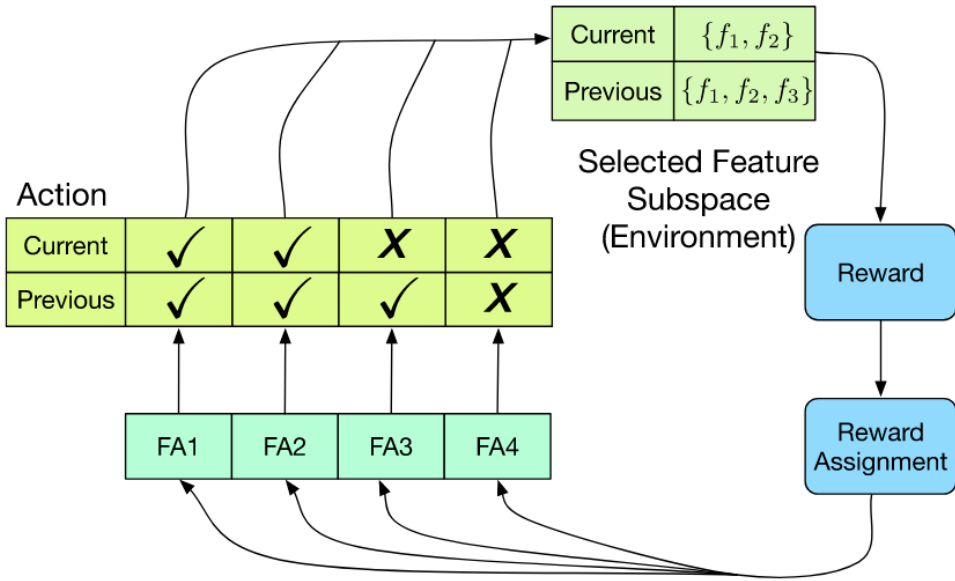 Current {f₁, f₂}
Previous {f₁, f₂, f₃}
Selected Feature
Subspace
(Environment)
Action
Current ✓ ✓ X X
Previous ✓ ✓ ✓ X
Reward
FA1 FA2 FA3 FA4
Reward
Assignment